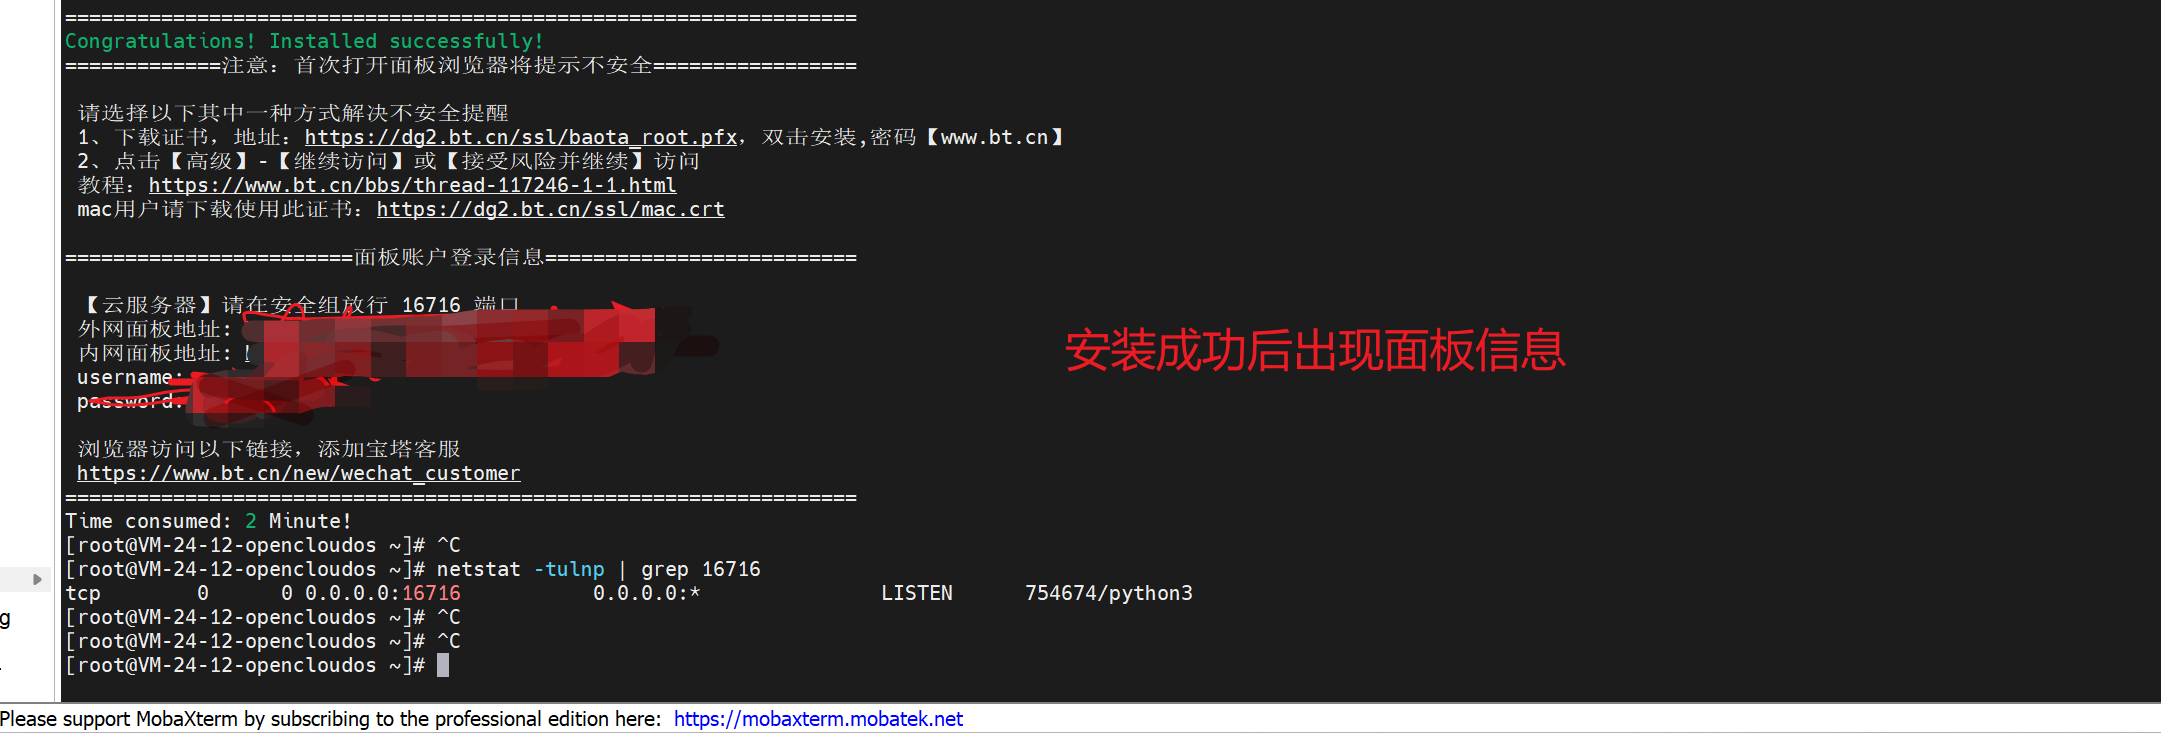 ==================================================================
Congratulations! Installed successfully!
=============注意：首次打开面板浏览器将提示不安全=================
请选择以下其中一种方式解决不安全提醒
1、下载证书，地址：https://dg2.bt.cn/ssl/baota_root.pfx，双击安装,密码【www.bt.cn】
2、点击【高级】-【继续访问】或【接受风险并继续】访问
教程：https://www.bt.cn/bbs/thread-117246-1-1.html
mac用户请下载使用此证书：https://dg2.bt.cn/ssl/mac.crt
========================面板账户登录信息==========================
【云服务器】请在安全组放行 16716 端口
外网面板地址:
内网面板地址:
username:
password:
安装成功后出现面板信息
浏览器访问以下链接，添加宝塔客服
https://www.bt.cn/new/wechat_customer
==================================================================
Time consumed: 2 Minute!
[root@VM-24-12-opencloudos ~]# ^C
[root@VM-24-12-opencloudos ~]# netstat -tulnp | grep 16716
tcp        0      0 0.0.0.0:16716           0.0.0.0:*               LISTEN      754674/python3
[root@VM-24-12-opencloudos ~]# ^C
[root@VM-24-12-opencloudos ~]# ^C
[root@VM-24-12-opencloudos ~]#
g
Please support MobaXterm by subscribing to the professional edition here: https://mobaxterm.mobatek.net